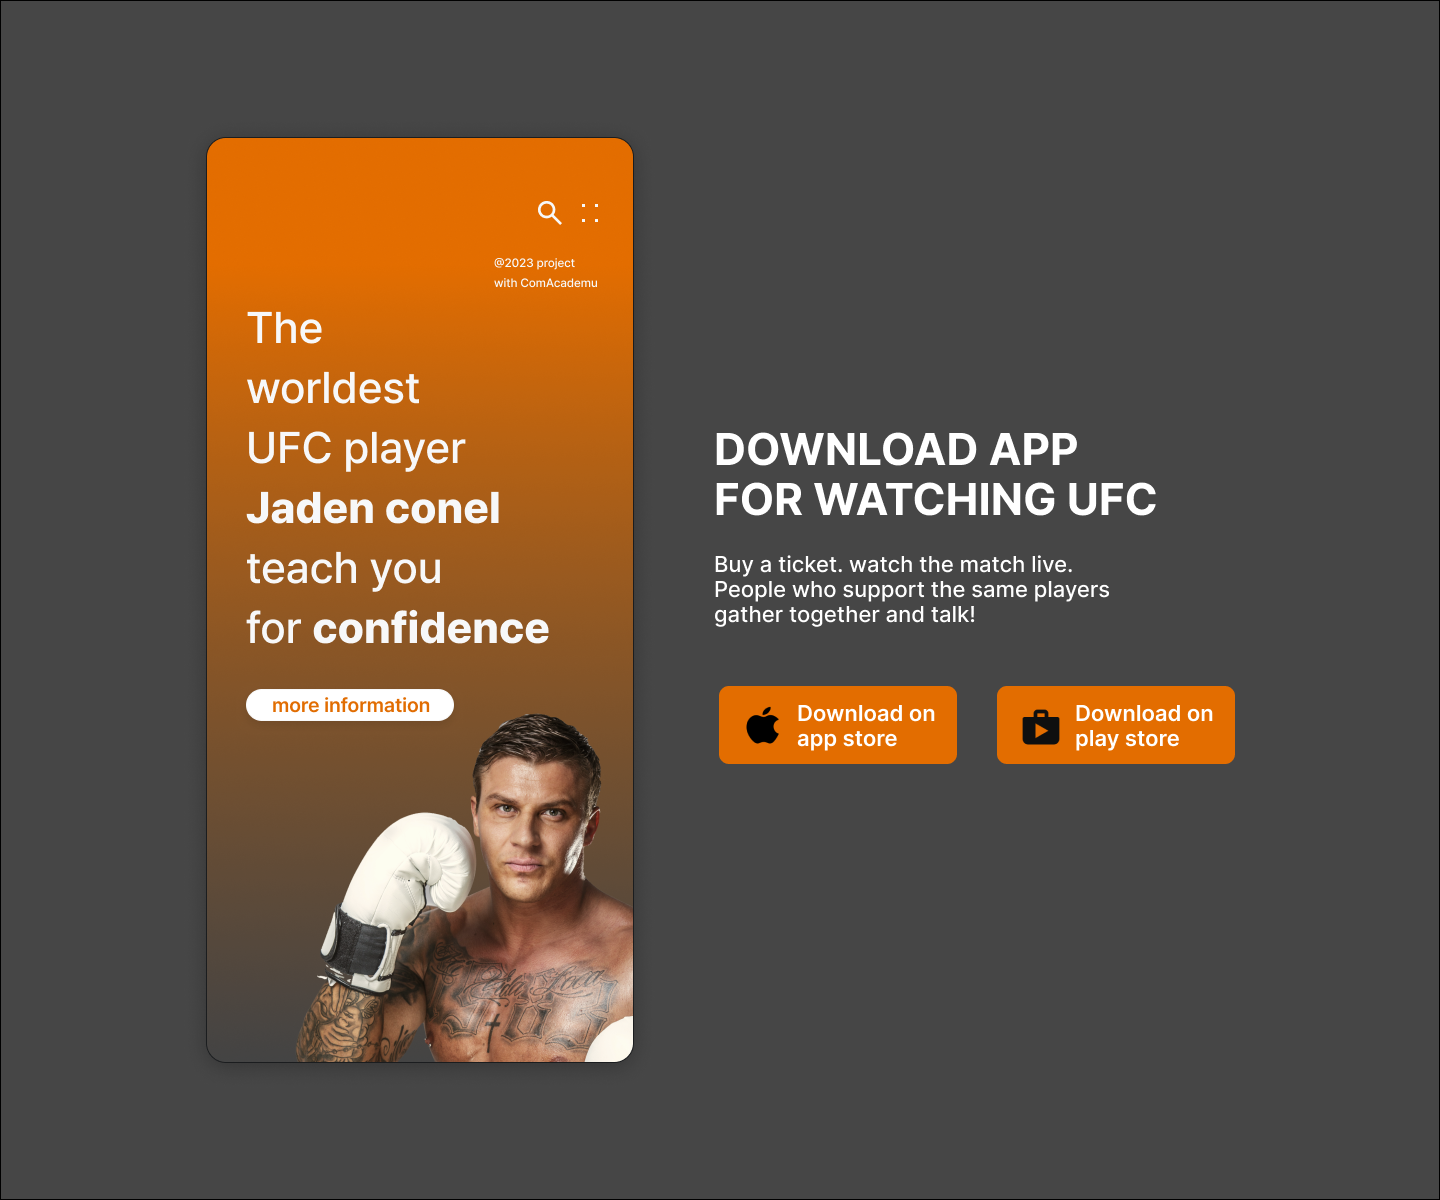 @2023 project
with ComAcademu
The
worldest
UFC player
Jaden conel
teach you
for confidence
more information
DOWNLOAD APP
FOR WATCHING UFC
Buy a ticket. watch the match live.
People who support the same players
gather together and talk!
Download on
app store
Download on
play store